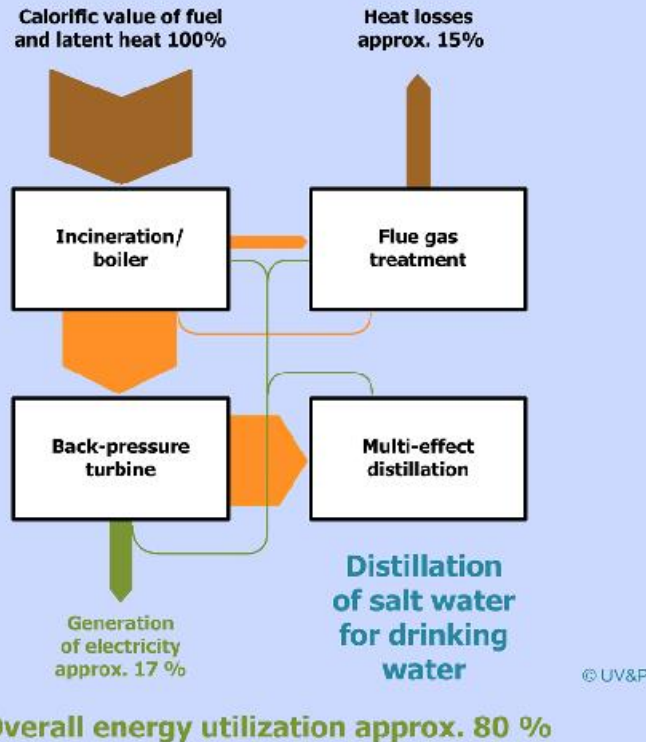 Calorific value of fuel
and latent heat 100%
Heat losses
approx. 15%
Incineration/
boiler
Flue gas
treatment
Back-pressure
turbine
Multi-effect
distillation
Generation
of electricity
approx. 17 %
Distillation
of salt water
for drinking
water
© UV&P
Overall energy utilization approx. 80 %